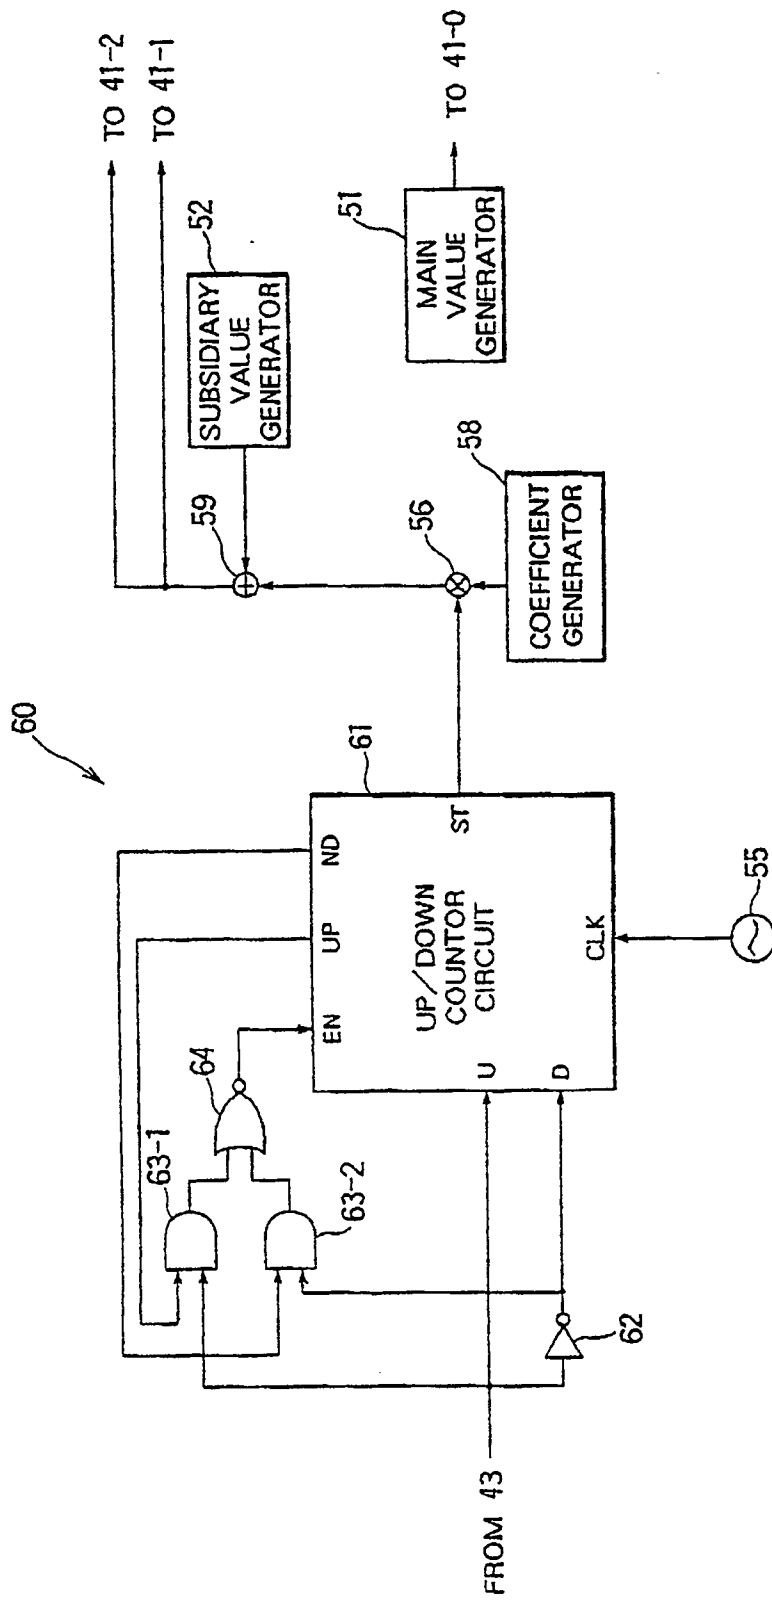 60
TO 41-2
TO 41-1
SUBSIDIARY
VALUE
GENERATOR
52
59
MAIN
VALUE
GENERATOR
51
TO 41-0
56
58
COEFFICIENT
GENERATOR
61
UP/DOWN
COUNTOR
CIRCUIT
EN
UP
ND
ST
U
D
CLK
55
64
63-1
63-2
62
FROM 43